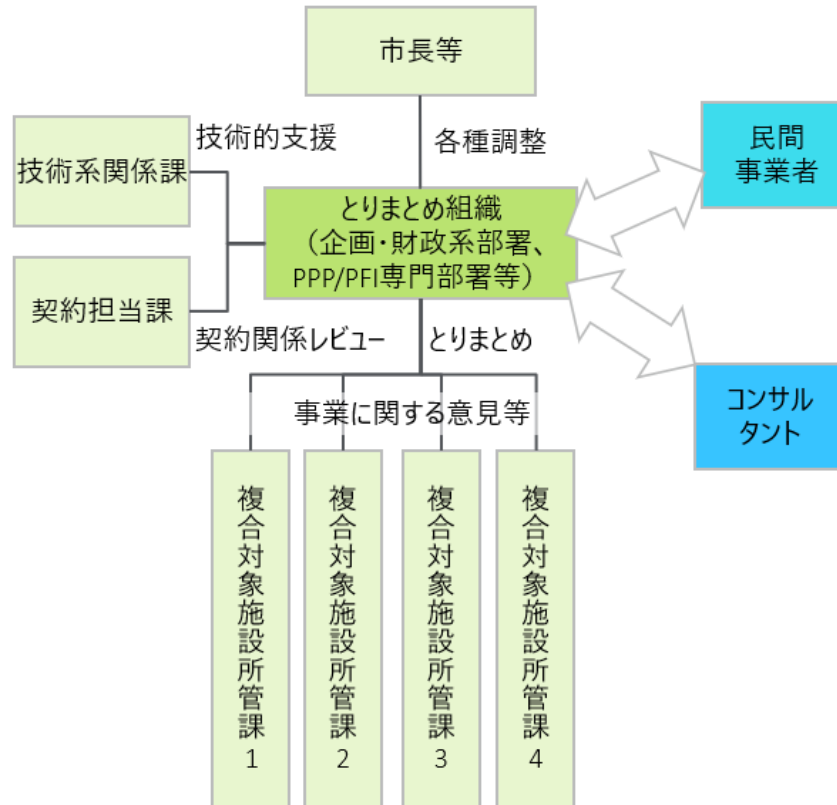 市長等
技術系関係課
技術的支援
各種調整
民間
事業者
とりまとめ組織
（企画・財政系部署、
PPP/PFI専門部署等）
契約担当課
契約関係レビュー
とりまとめ
コンサル
タント
事業に関する意見等
複合対象施設所管課1
複合対象施設所管課2
複合対象施設所管課3
複合対象施設所管課4